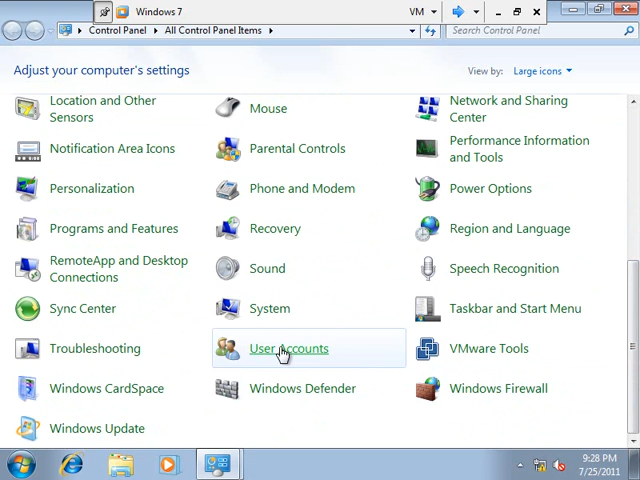 Windows 7
VM
Control Panel
All Control Panel Items
Search Control Panel
Adjust your computer's settings
View by:
Large icons
Location and Other
Sensors
Mouse
Network and Sharing
Center
Notification Area Icons
Parental Controls
Performance Information
and Tools
Personalization
Phone and Modem
Power Options
Programs and Features
Recovery
Region and Language
RemoteApp and Desktop
Connections
Sound
Speech Recognition
Sync Center
System
Taskbar and Start Menu
Troubleshooting
User Accounts
VMware Tools
Windows CardSpace
Windows Defender
Windows Firewall
Windows Update
9:28 PM
7/25/2011